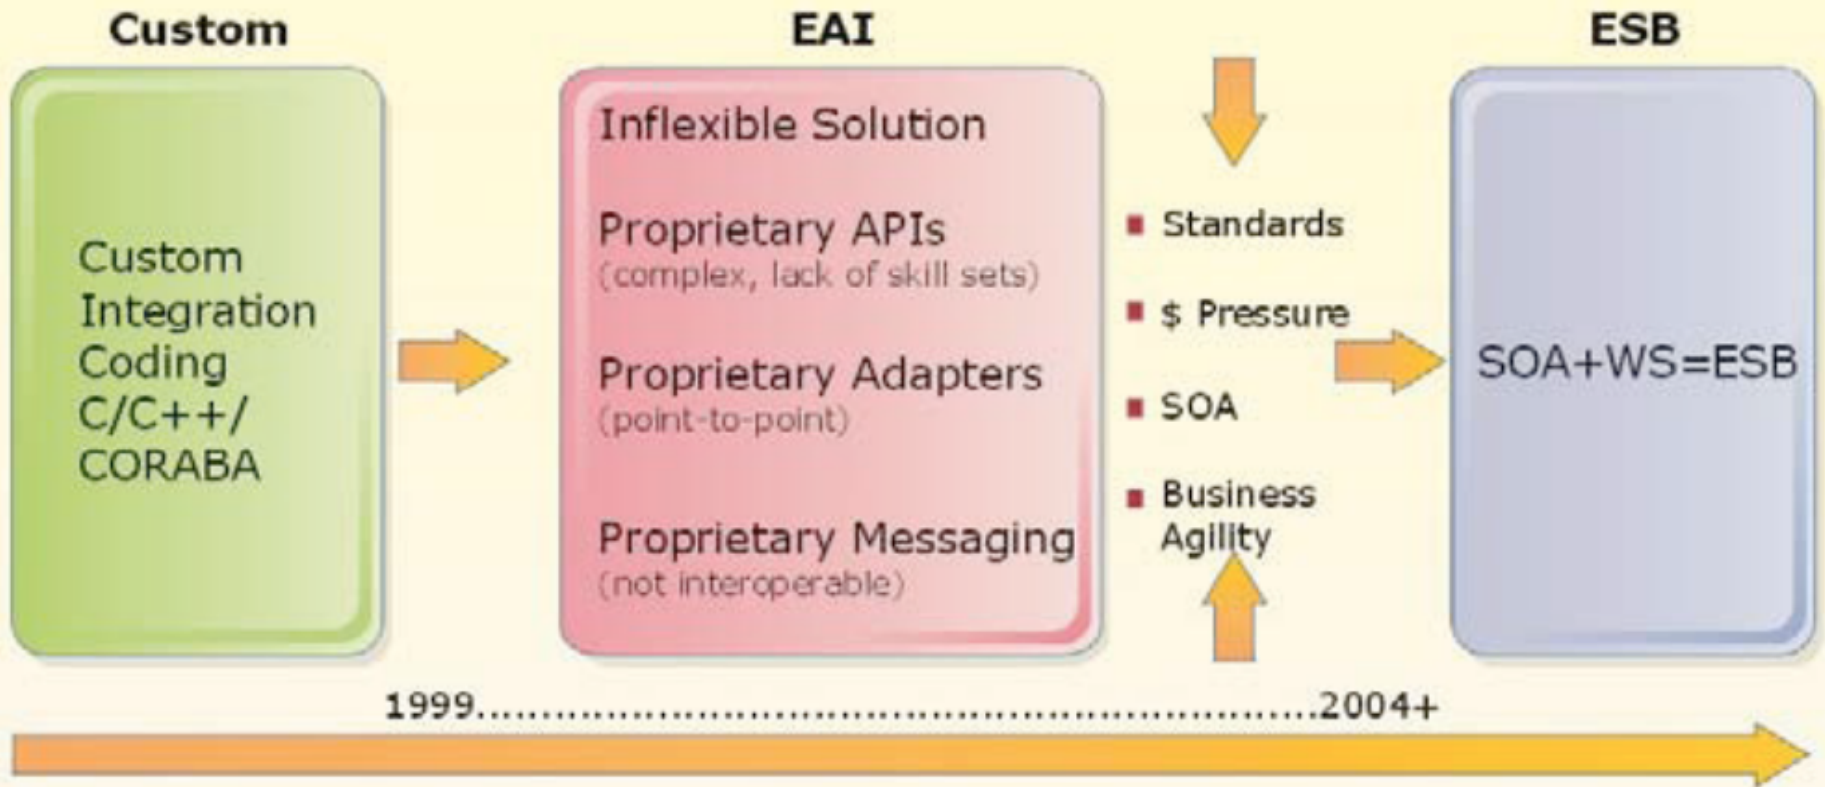 Custom
EAI
ESB
Custom
Integration
Coding
C/C++/
CORABA
Inflexible Solution
Proprietary APIs
(complex, lack of skill sets)
Proprietary Adapters
(point-to-point)
Proprietary Messaging
(not interoperable)
Standards
$ Pressure
SOA
Business
Agility
SOA+WS=ESB
1999..........................................................2004+